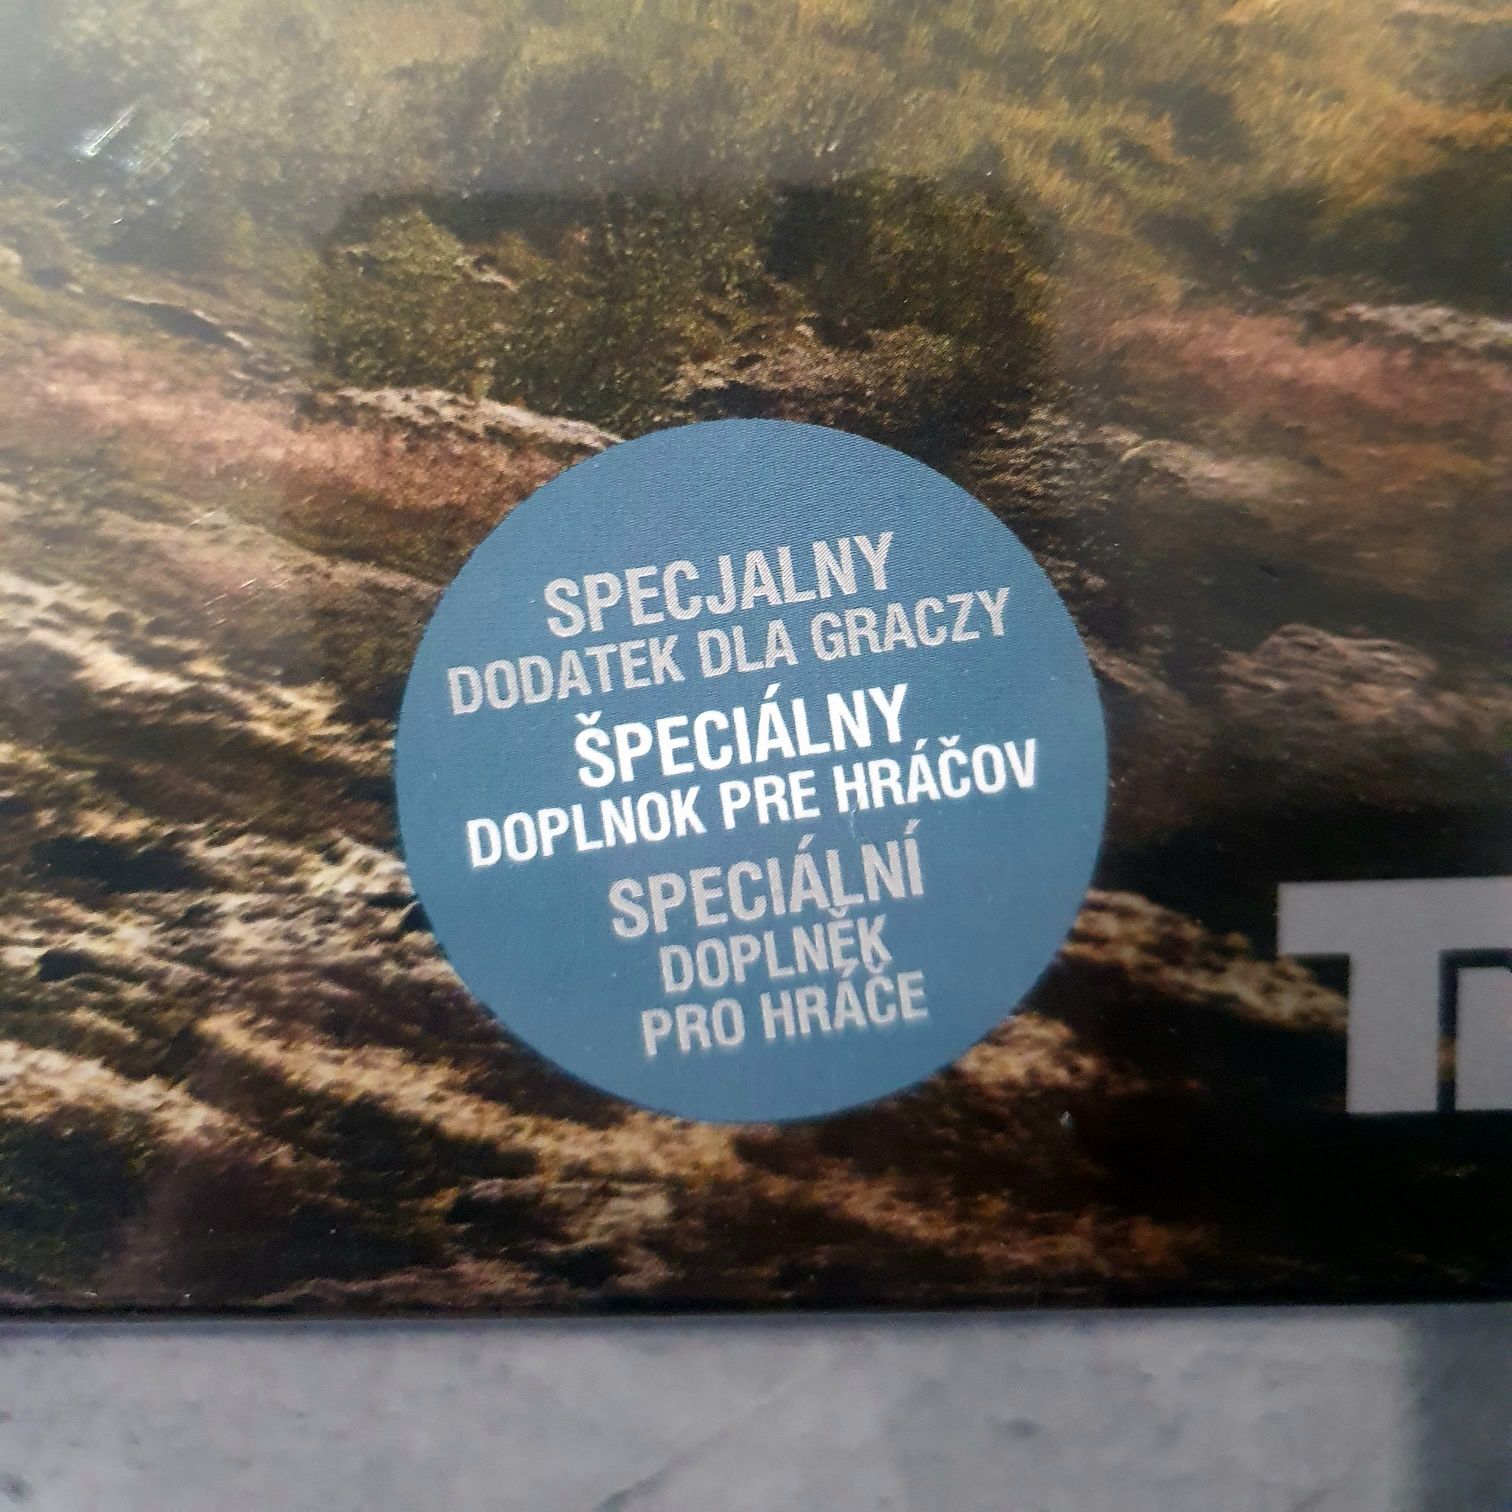 SPECJALNY
DODATEK DLA GRACZY
ŠPECIÁLNY
DOPLNOK PRE HRÁČOV
SPECIÁLNÍ
DOPLNĚK
PRO HRÁČE